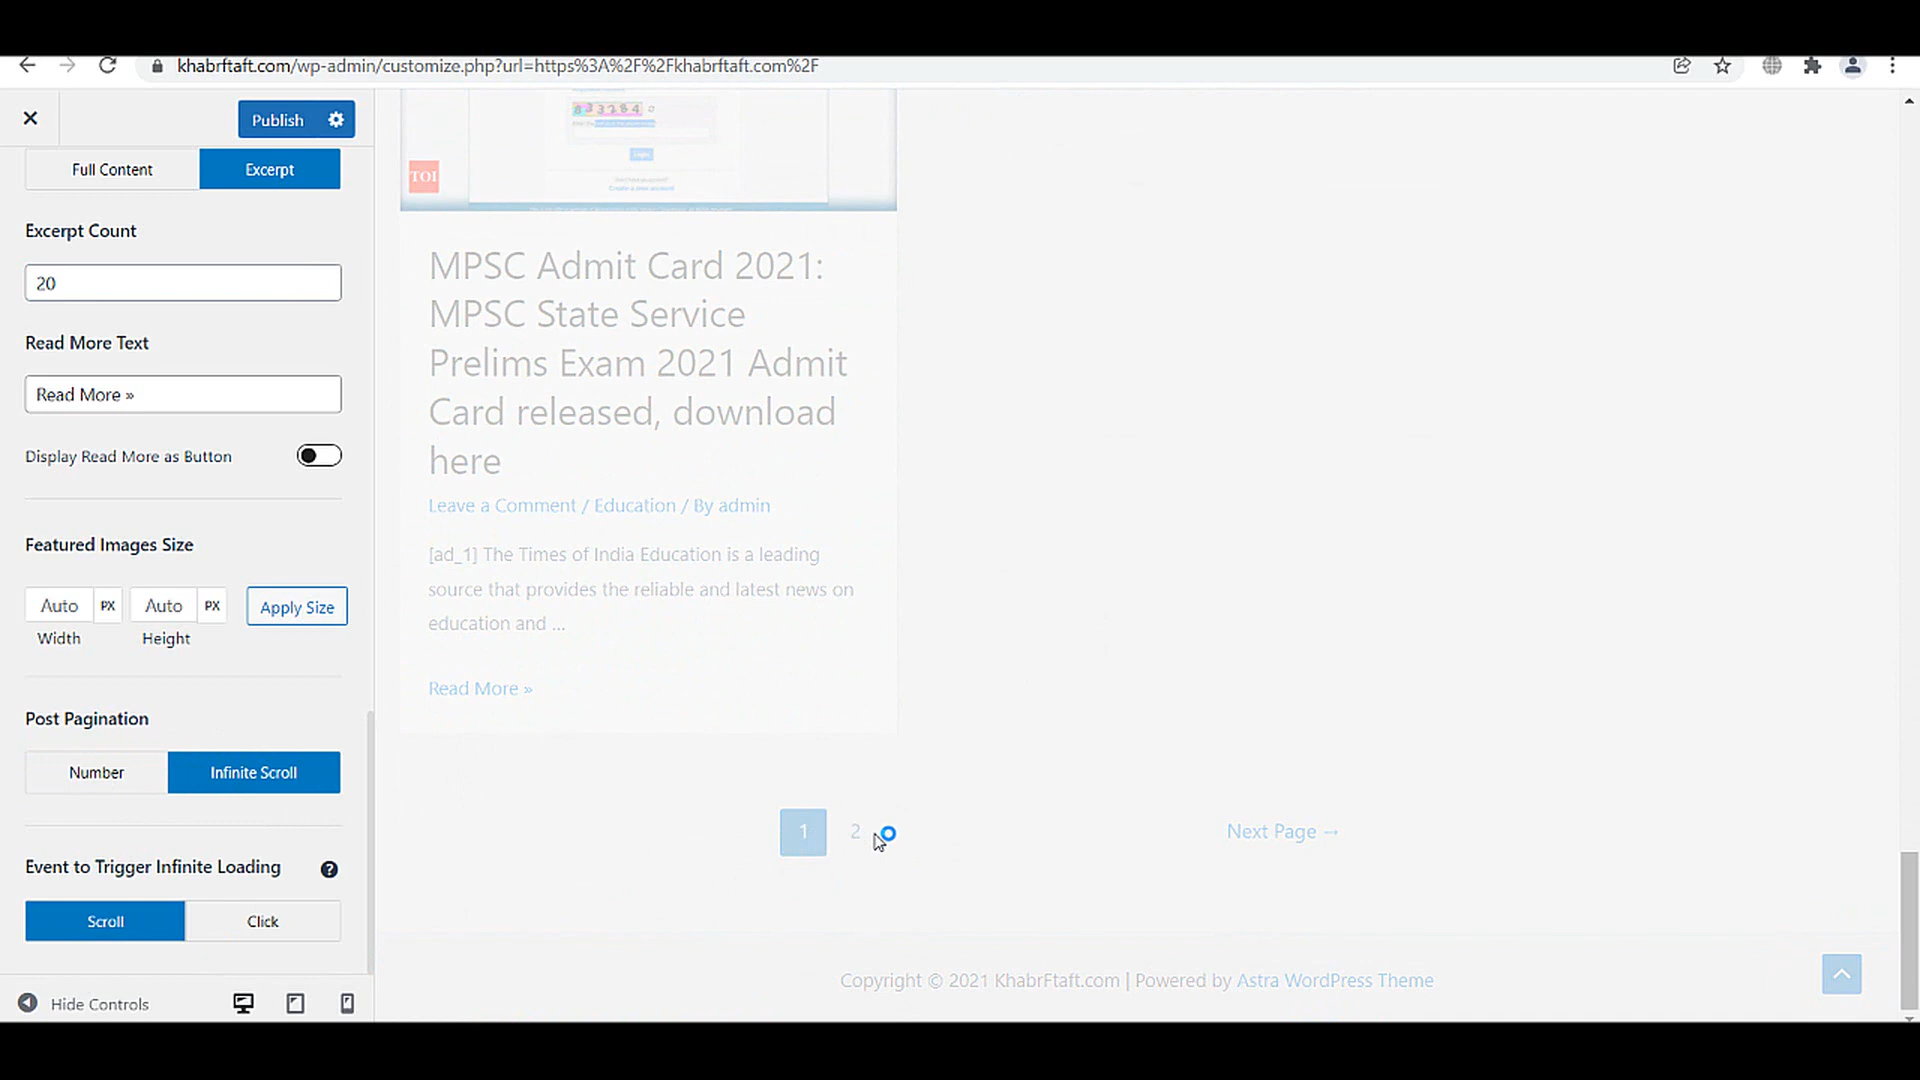 khabrftaft.com/wp-admin/customize.php?url=https%3A%2F%2Fkhabrftaft.com%2F
Publish
Full Content
Excerpt
Excerpt Count
20
Read More Text
Read More »
Display Read More as Button
Featured Images Size
Auto PX Auto PX Apply Size
Width Height
Post Pagination
Number Infinite Scroll
Event to Trigger Infinite Loading
Scroll Click
Hide Controls
833284
TOI
Create a new account
MPSC Admit Card 2021:
MPSC State Service
Prelims Exam 2021 Admit
Card released, download
here
Leave a Comment / Education / By admin
[ad_1] The Times of India Education is a leading
source that provides the reliable and latest news on
education and ...
Read More »
1 2 Next Page →
Copyright © 2021 KhabrFtaft.com | Powered by Astra WordPress Theme